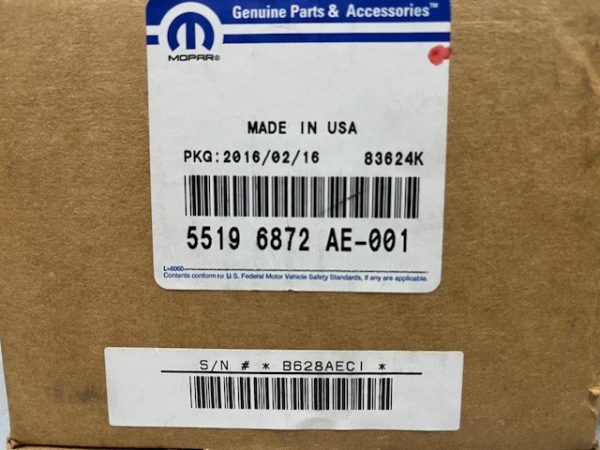 Genuine Parts & Accessories™
MOPAR®
MADE IN USA
PKG:2016/02/16 83624K
5519 6872 AE-001
L=6060
Contents conform to U.S. Federal Motor Vehicle Safety Standards, if any are applicable.
S/N # * B628AECI *